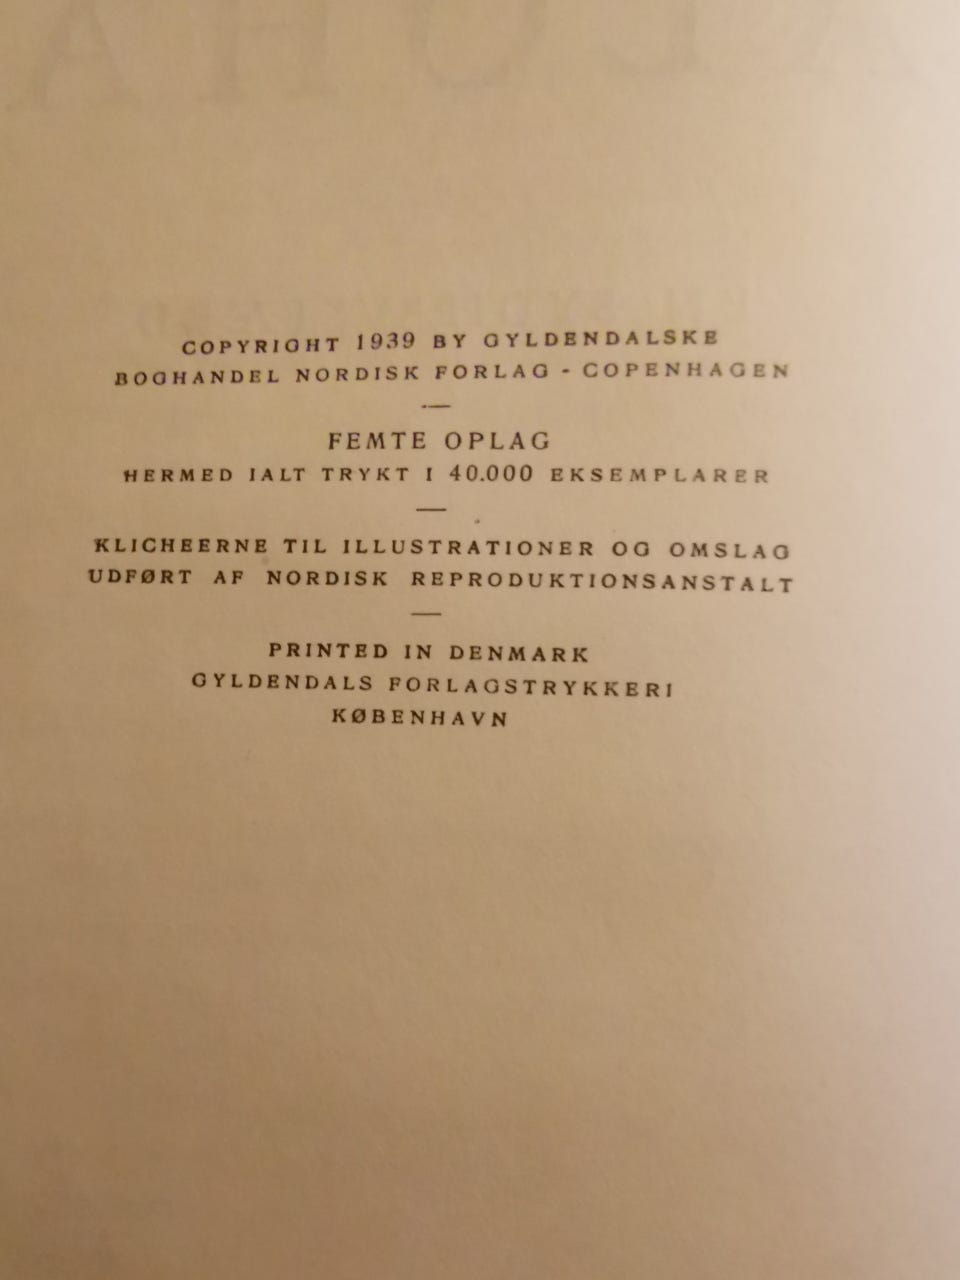 COPYRIGHT 1939 BY GYLDENDALSKE
BOGHANDEL NORDISK FORLAG - COPENHAGEN
FEMTE OPLAG
HERMED IALT TRYKT I 40.000 EKSEMPLARER
KLICHEERNE TIL ILLUSTRATIONER OG OMSLAG
UDFØRT AF NORDISK REPRODUKTIONSANSTALT
PRINTED IN DENMARK
GYLDENDALS FORLAGSTRYKKERI
KØBENHAVN